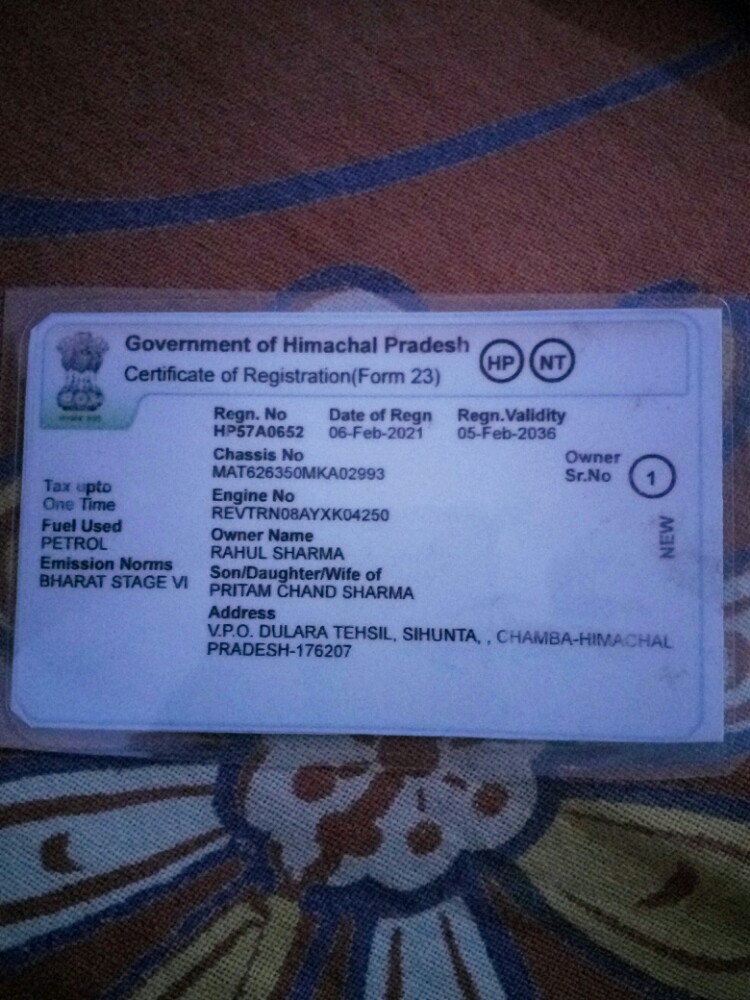 Government of Himachal Pradesh
Certificate of Registration(Form 23)
HP
NT
Regn. No Date of Regn Regn.Validity
HP57A0652 06-Feb-2021 05-Feb-2036
Chassis No
MAT626350MKA02993
Owner
Sr.No
1
Tax upto
One Time
Engine No
REVTRN08AYXK04250
NEW
Fuel Used
PETROL
Owner Name
RAHUL SHARMA
Emission Norms
BHARAT STAGE VI
Son/Daughter/Wife of
PRITAM CHAND SHARMA
Address
V.P.O. DULARA TEHSIL, SIHUNTA, , CHAMBA-HIMACHAL
PRADESH-176207